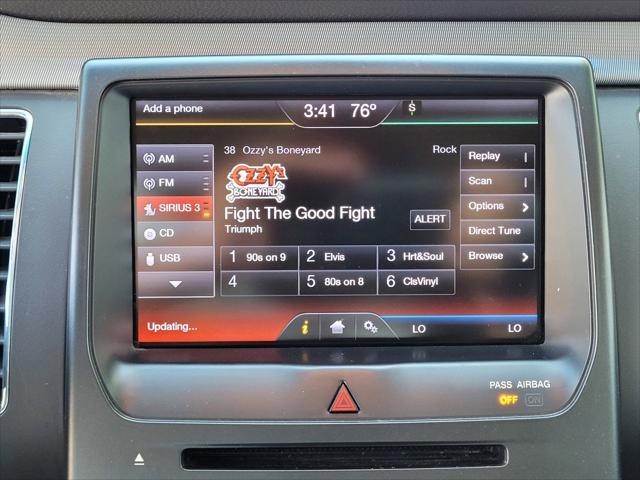 Add a phone 3:41 76° S
AM
FM
SIRIUS 3
CD
USB
38 Ozzy's Boneyard Rock
OZZY'S
BONEYARD
Fight The Good Fight
Triumph
ALERT
1 90s on 9 2 Elvis 3 Hrt&Soul
4 5 80s on 8 6 ClsVinyl
Replay
Scan
Options
Direct Tune
Browse
Updating... i LO LO
PASS AIRBAG
OFF ON